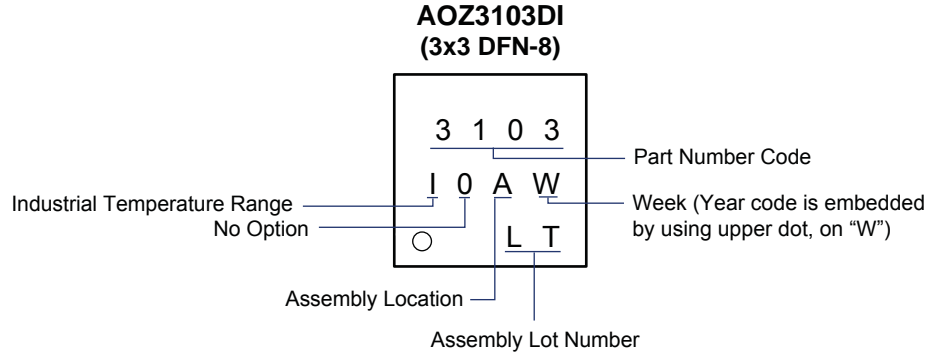 AOZ3103DI
(3x3 DFN-8)
3 1 0 3
Part Number Code
I 0 A W
Industrial Temperature Range
Week (Year code is embedded
by using upper dot, on “W”)
No Option
L T
Assembly Location
Assembly Lot Number